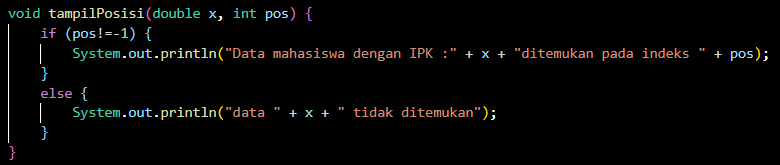 void tampilPosisi(double x, int pos) {
if (pos!=-1) {
System.out.println("Data mahasiswa dengan IPK :" + x + "ditemukan pada indeks " + pos);
}
else {
System.out.println("data " + x + " tidak ditemukan");
}
}